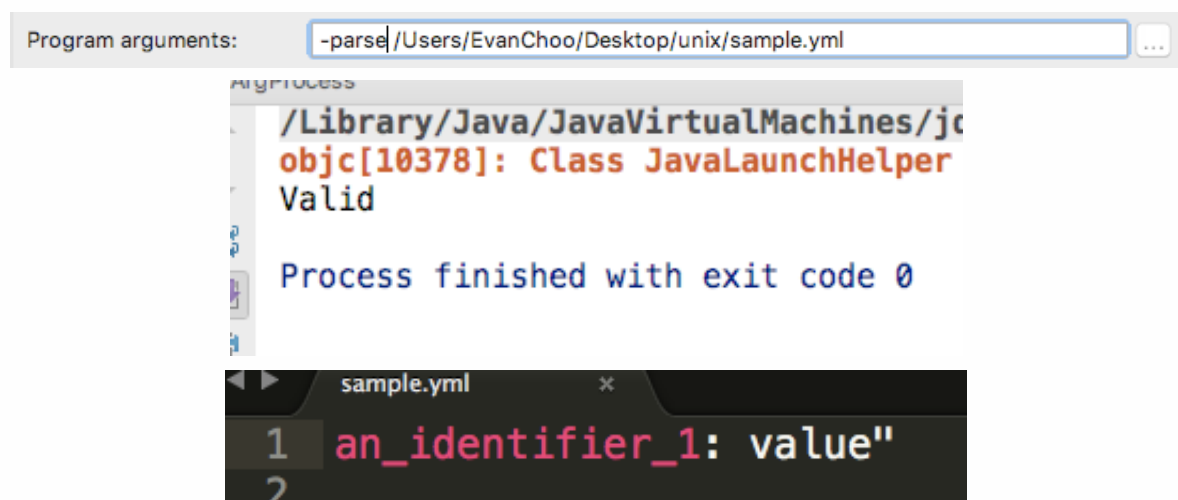 Program arguments: -parse /Users/EvanChoo/Desktop/unix/sample.yml ...
ArgProcess
/Library/Java/JavaVirtualMachines/
objc[10378]: Class JavaLaunchHelper
Valid
Process finished with exit code 0
sample.yml ×
1 an_identifier_1: value"
2